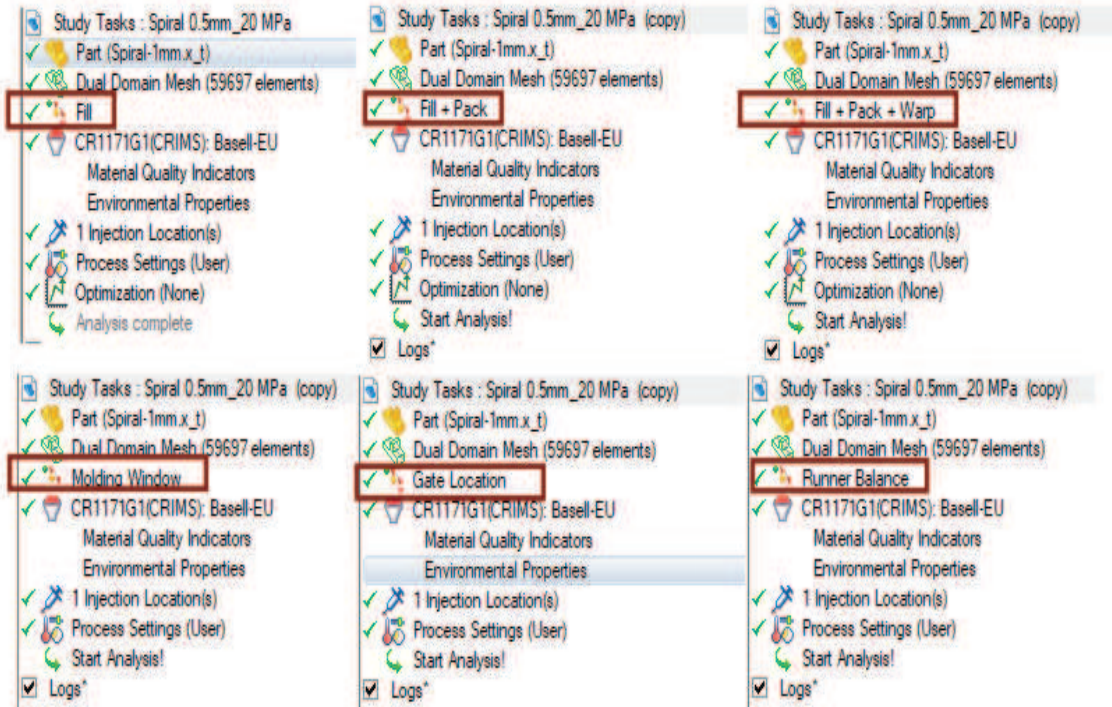 Study Tasks : Spiral 0.5mm_20 MPa
Part (Spiral-1mm.x_t)
Dual Domain Mesh (59697 elements)
Fill
CR1171G1(CRIMS): Basell-EU
Material Quality Indicators
Environmental Properties
1 Injection Location(s)
Process Settings (User)
Optimization (None)
Analysis complete
Study Tasks : Spiral 0.5mm_20 MPa (copy)
Part (Spiral-1mm.x_t)
Dual Domain Mesh (59697 elements)
Fill + Pack
CR1171G1(CRIMS): Basell-EU
Material Quality Indicators
Environmental Properties
1 Injection Location(s)
Process Settings (User)
Optimization (None)
Start Analysis!
Logs*
Study Tasks : Spiral 0.5mm_20 MPa (copy)
Part (Spiral-1mm.x_t)
Dual Domain Mesh (59697 elements)
Fill + Pack + Warp
CR1171G1(CRIMS): Basell-EU
Material Quality Indicators
Environmental Properties
1 Injection Location(s)
Process Settings (User)
Optimization (None)
Start Analysis!
Logs*
Study Tasks : Spiral 0.5mm_20 MPa (copy)
Part (Spiral-1mm.x_t)
Dual Domain Mesh (59697 elements)
Molding Window
CR1171G1(CRIMS): Basell-EU
Material Quality Indicators
Environmental Properties
1 Injection Location(s)
Process Settings (User)
Start Analysis!
Logs*
Study Tasks : Spiral 0.5mm_20 MPa (copy)
Part (Spiral-1mm.x_t)
Dual Domain Mesh (59697 elements)
Gate Location
CR1171G1(CRIMS): Basell-EU
Material Quality Indicators
Environmental Properties
1 Injection Location(s)
Process Settings (User)
Start Analysis!
Logs*
Study Tasks : Spiral 0.5mm_20 MPa (copy)
Part (Spiral-1mm.x_t)
Dual Domain Mesh (59697 elements)
Runner Balance
CR1171G1(CRIMS): Basell-EU
Material Quality Indicators
Environmental Properties
1 Injection Location(s)
Process Settings (User)
Start Analysis!
Logs*